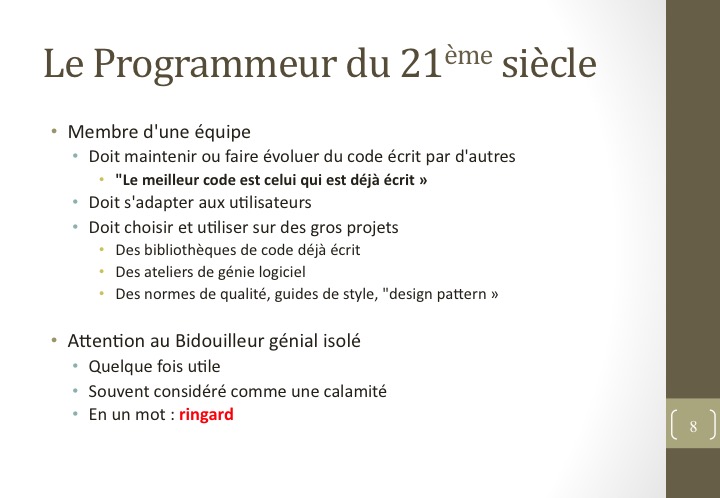 Le Programmeur du 21ème siècle
• Membre d'une équipe
• Doit maintenir ou faire évoluer du code écrit par d'autres
• "Le meilleur code est celui qui est déjà écrit »
• Doit s'adapter aux utilisateurs
• Doit choisir et utiliser sur des gros projets
• Des bibliothèques de code déjà écrit
• Des ateliers de génie logiciel
• Des normes de qualité, guides de style, "design pattern »
• Attention au Bidouilleur génial isolé
• Quelque fois utile
• Souvent considéré comme une calamité
• En un mot : ringard
8